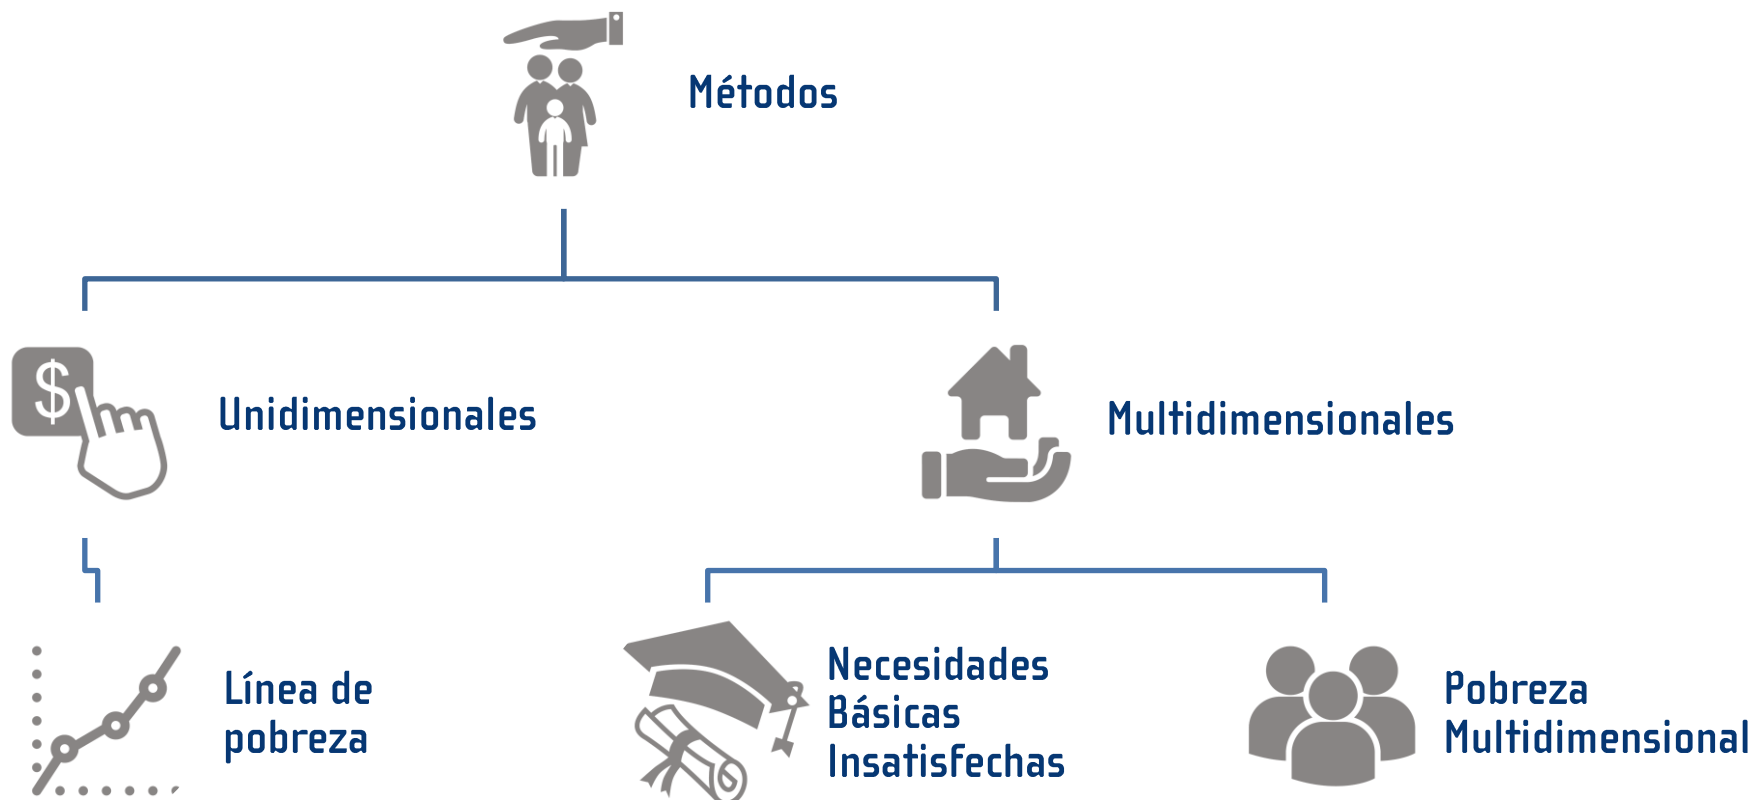 Métodos
$
Unidimensionales
Multidimensionales
Línea de
pobreza
Necesidades
Básicas
Insatisfechas
Pobreza
Multidimensional